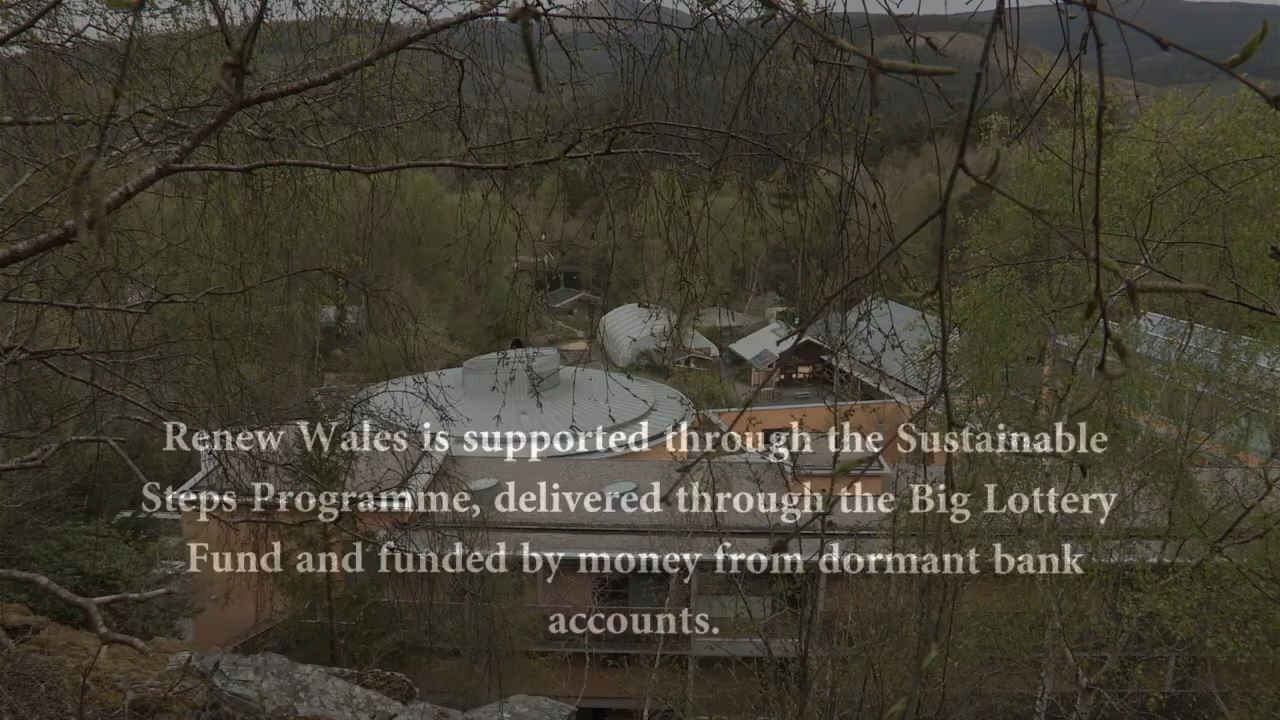 Renew Wales is supported through the Sustainable
Steps Programme, delivered through the Big Lottery
Fund and funded by money from dormant bank
accounts.